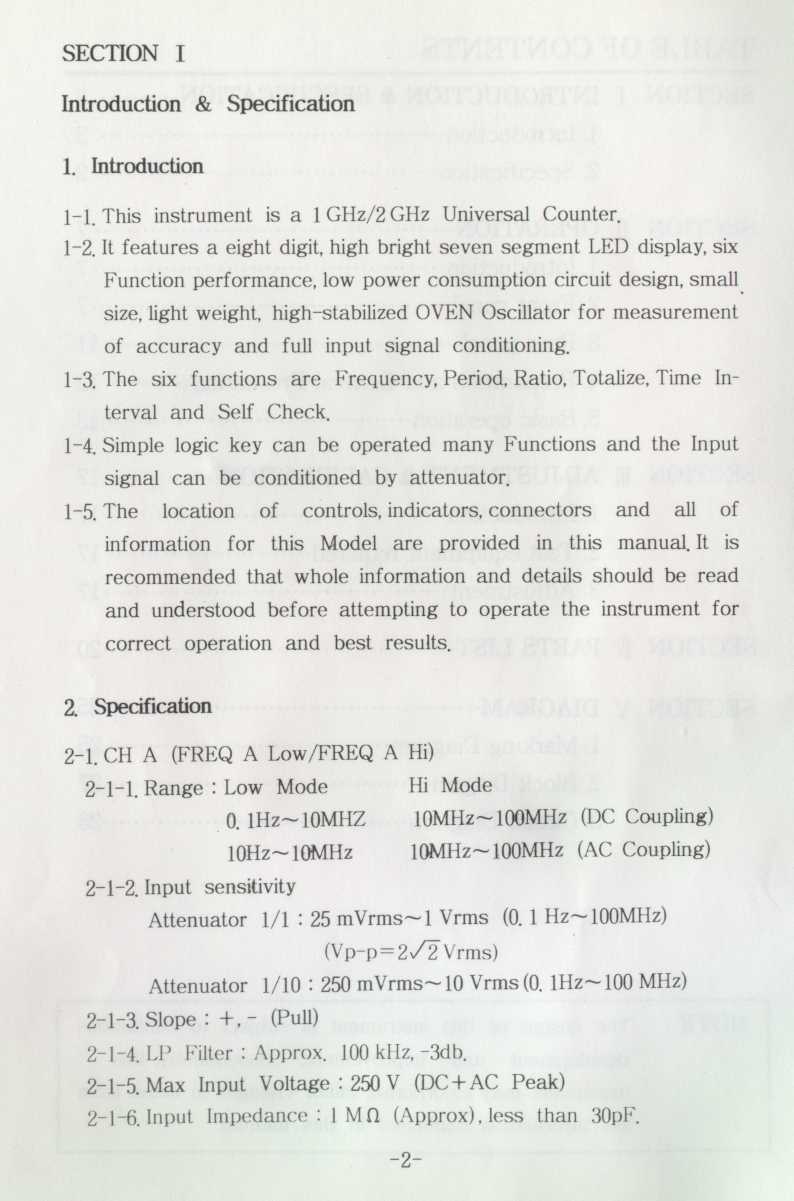 SECTION I
Introduction & Specification
1. Introduction
1-1. This instrument is a 1 GHz/2 GHz Universal Counter.
1-2. It features a eight digit, high bright seven segment LED display, six
Function performance, low power consumption circuit design, small
size, light weight, high-stabilized OVEN Oscillator for measurement
of accuracy and full input signal conditioning.
1-3. The six functions are Frequency, Period, Ratio, Totalize, Time In-
terval and Self Check.
1-4. Simple logic key can be operated many Functions and the Input
signal can be conditioned by attenuator.
1-5. The location of controls, indicators, connectors and all of
information for this Model are provided in this manual. It is
recommended that whole information and details should be read
and understood before attempting to operate the instrument for
correct operation and best results.
2. Specification
2-1. CH A (FREQ A Low/FREQ A Hi)
2-1-1. Range : Low Mode Hi Mode
0. 1Hz~10MHZ 10MHz~100MHz (DC Coupling)
10Hz~10MHz 10MHz~100MHz (AC Coupling)
2-1-2. Input sensitivity
Attenuator 1/1 : 25 mVrms~1 Vrms (0. 1 Hz~100MHz)
(Vp-p=2√2 Vrms)
Attenuator 1/10 : 250 mVrms~10 Vrms (0. 1Hz~100 MHz)
2-1-3. Slope : +, - (Pull)
2-1-4. LP Filter : Approx. 100 kHz, -3db.
2-1-5. Max Input Voltage : 250 V (DC+AC Peak)
2-1-6. Input Impedance : 1 MΩ (Approx), less than 30pF.
-2-